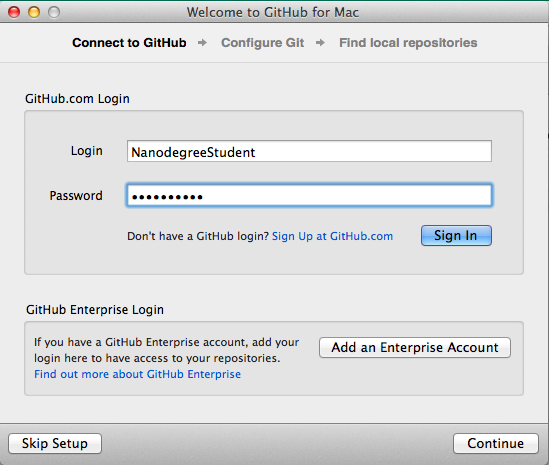 Welcome to GitHub for Mac
Connect to GitHub → Configure Git → Find local repositories
GitHub.com Login
Login NanodegreeStudent
Password ••••••••••
Don't have a GitHub login? Sign Up at GitHub.com Sign In
GitHub Enterprise Login
If you have a GitHub Enterprise account, add your
login here to have access to your repositories.
Find out more about GitHub Enterprise
Add an Enterprise Account
Skip Setup Continue